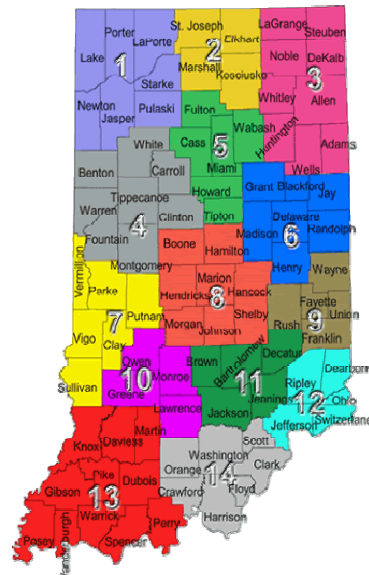 LaGrange
Steuben
St. Joseph
Elkhart
Porter
LaPorte
Lake
1
2
Marshall
Kosciusko
Noble
DeKalb
3
Starke
Whitley
Allen
Newton
Jasper
Pulaski
Fulton
Wabash
Huntington
White
Cass
5
Miami
Adams
Wells
Benton
Carroll
Howard
Grant
Blackford
Jay
Tippecanoe
Warren
4
Clinton
Tipton
Delaware
Randolph
Madison
6
Fountain
Boone
Hamilton
Henry
Montgomery
Vermillion
Parke
Marion
Hendricks
8
Hancock
Wayne
Putnam
7
Shelby
Fayette
Union
9
Rush
Franklin
Vigo
Clay
Morgan
Johnson
Owen
Monroe
Brown
Bartholomew
Decatur
Dearborn
Sullivan
10
Greene
11
Ripley
Ohio
12
Jennings
Switzerland
Jefferson
Lawrence
Jackson
Knox
Daviess
Martin
Washington
Scott
Orange
14
Clark
Pike
Dubois
Crawford
Floyd
Gibson
13
Harrison
Warrick
Perry
Posey
Vanderburgh
Spencer